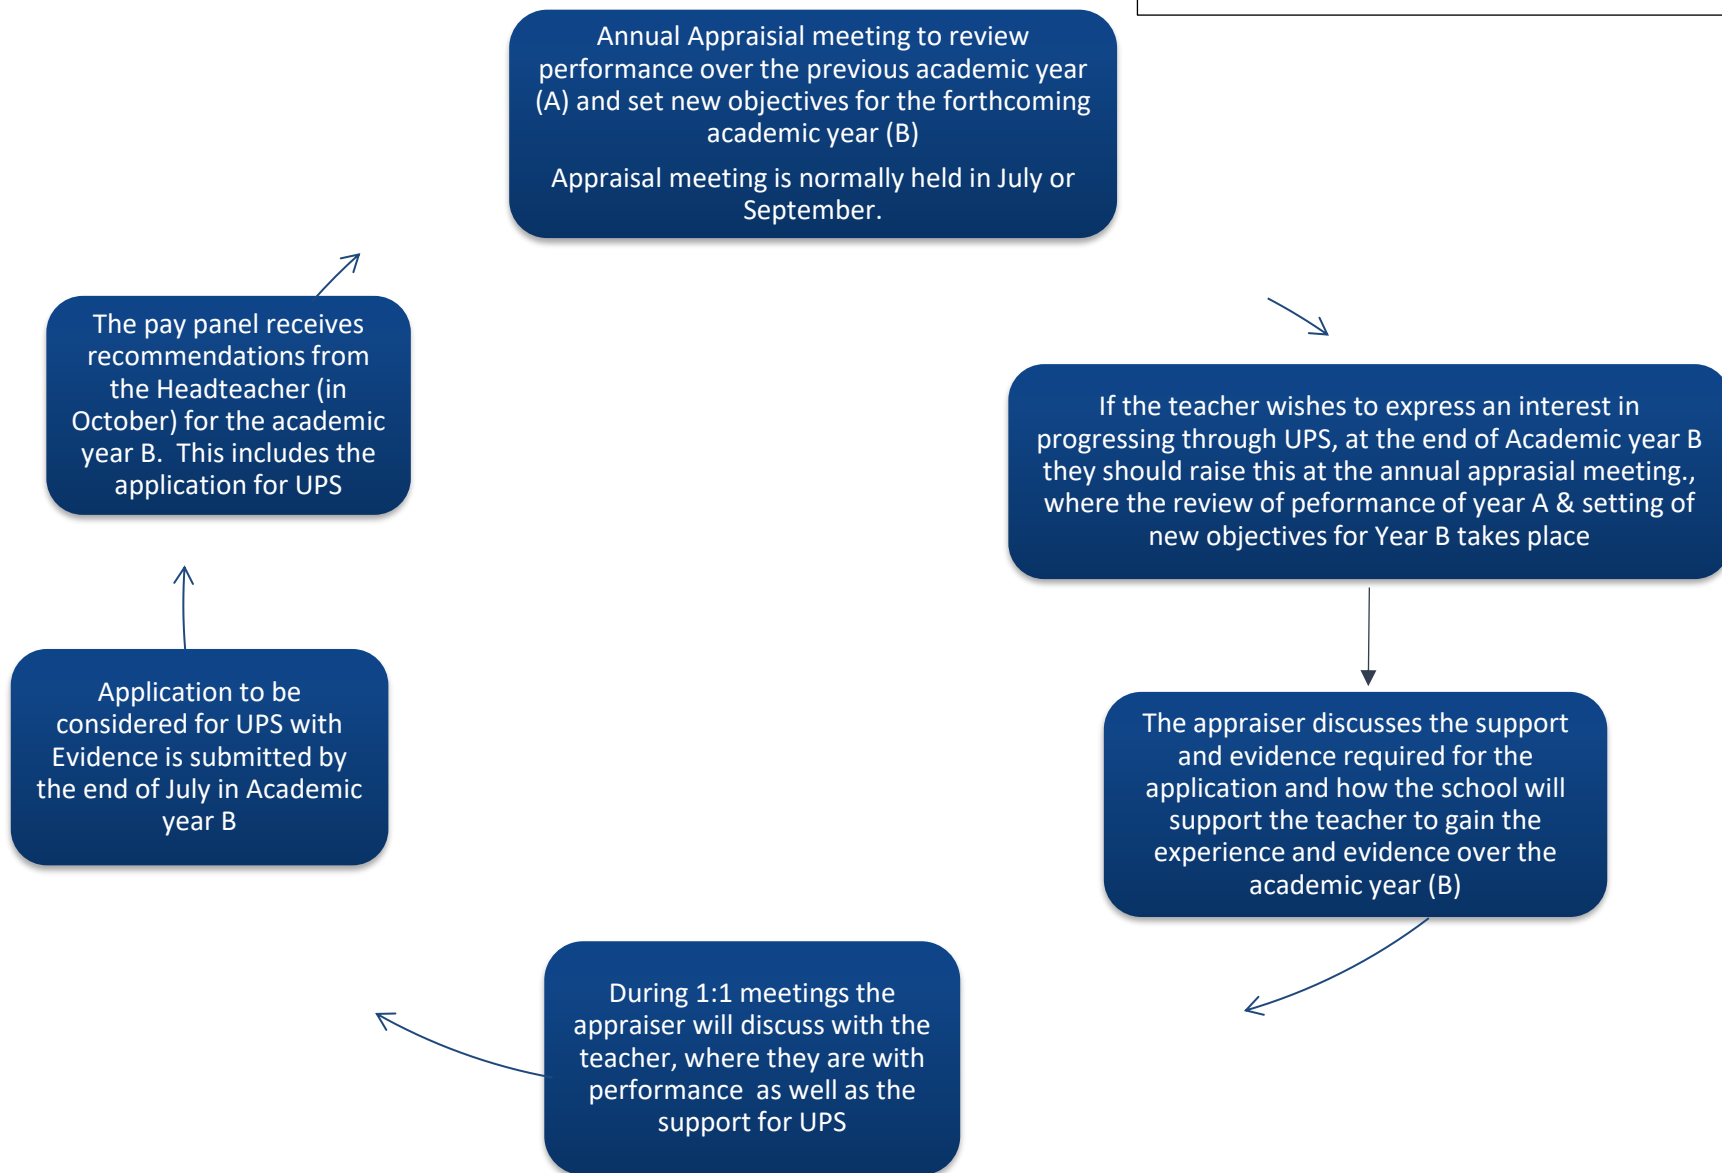 Annual Appraisial meeting to review
performance over the previous academic year
(A) and set new objectives for the forthcoming
academic year (B)
Appraisal meeting is normally held in July or
September.
If the teacher wishes to express an interest in
progressing through UPS, at the end of Academic year B
they should raise this at the annual apprasial meeting.,
where the review of peformance of year A & setting of
new objectives for Year B takes place
The appraiser discusses the support
and evidence required for the
application and how the school will
support the teacher to gain the
experience and evidence over the
academic year (B)
During 1:1 meetings the
appraiser will discuss with the
teacher, where they are with
performance  as well as the
support for UPS
Application to be
considered for UPS with
Evidence is submitted by
the end of July in Academic
year B
The pay panel receives
recommendations from
the Headteacher (in
October) for the academic
year B.  This includes the
application for UPS